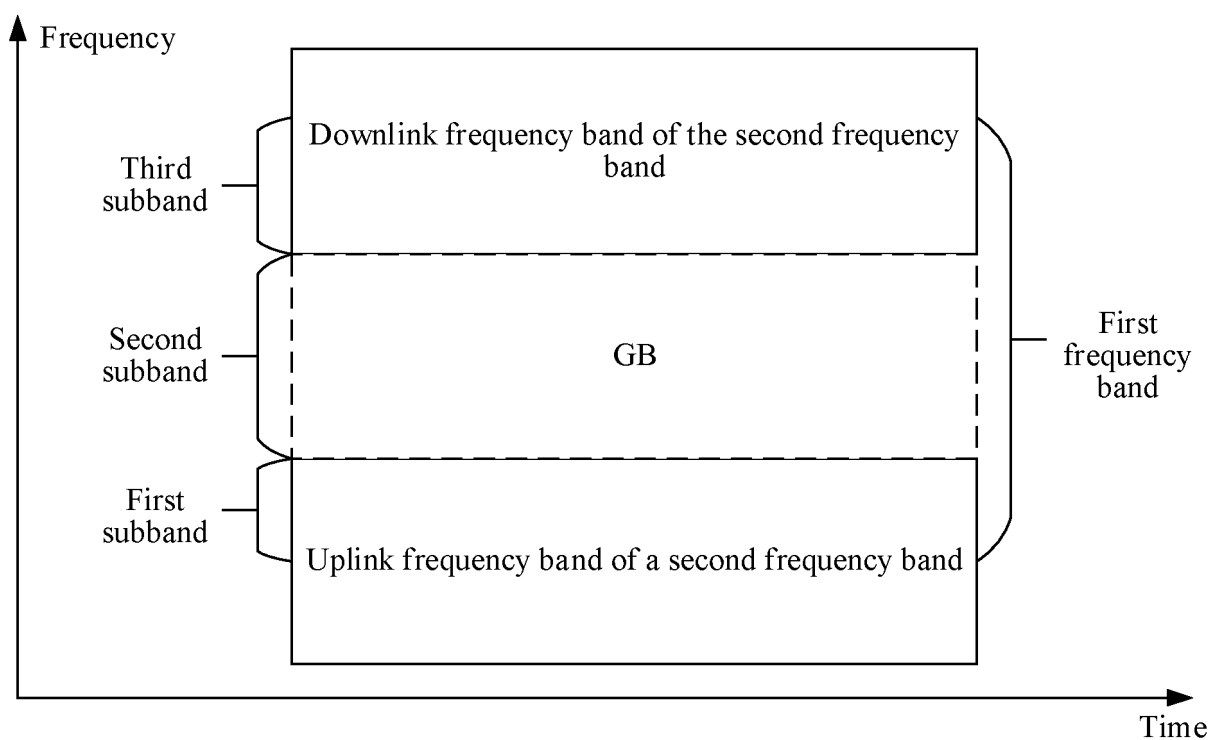 Frequency
Downlink frequency band of the second frequency
band
Third
subband
Second
subband
GB
First
frequency
band
First
subband
Uplink frequency band of a second frequency band
Time